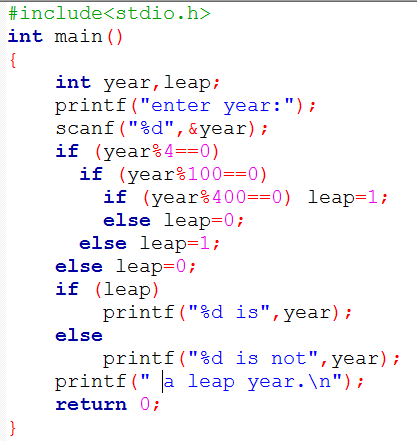 #include<stdio.h>
int main()
{
    int year,leap;
    printf("enter year:");
    scanf("%d",&year);
    if (year%4==0)
      if (year%100==0)
        if (year%400==0) leap=1;
        else leap=0;
      else leap=1;
    else leap=0;
    if (leap)
        printf("%d is",year);
    else
        printf("%d is not",year);
    printf(" a leap year.\n");
    return 0;
}